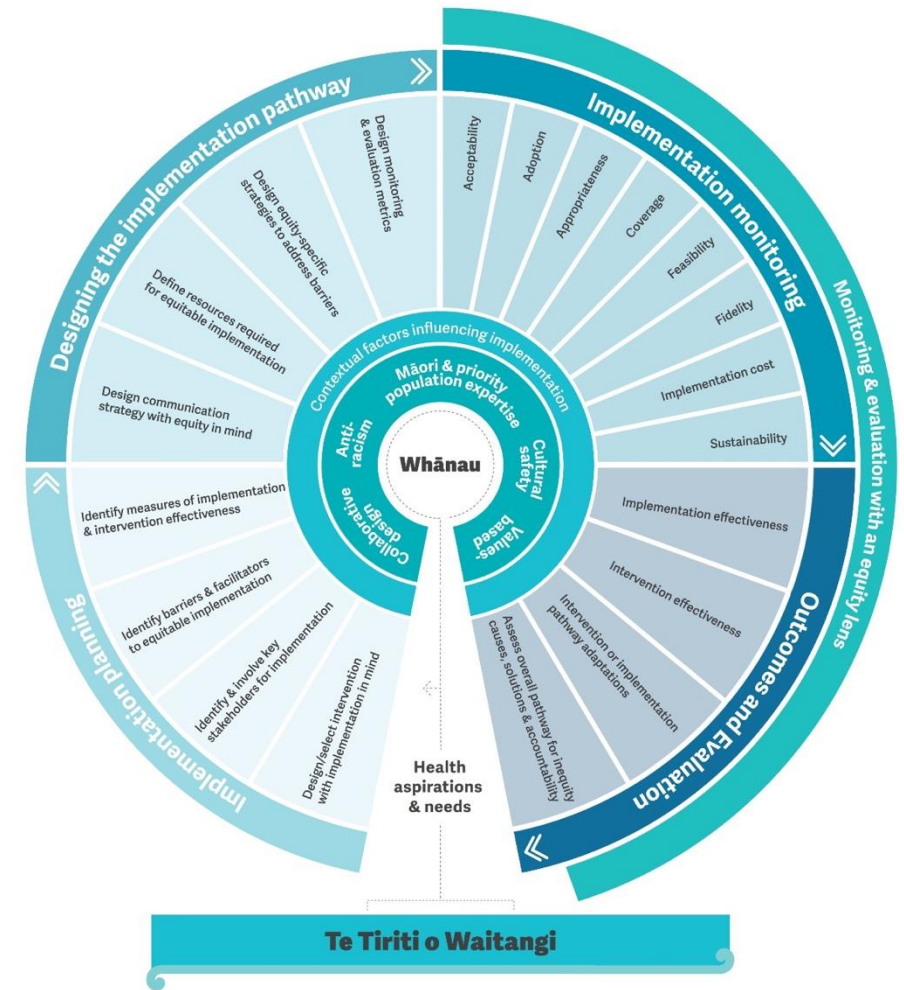 Designing the implementation pathway
Design communication
strategy with equity in mind
Define resources required
for equitable implementation
Design equity-specific
strategies to address barriers
Design monitoring
& evaluation metrics
Implementation monitoring
Acceptability
Adoption
Appropriateness
Coverage
Feasibility
Fidelity
Implementation cost
Sustainability
Monitoring & evaluation with an equity lens
Outcomes and Evaluation
Implementation effectiveness
Intervention effectiveness
Intervention or implementation
pathway adaptations
Assess overall pathway for inequity
causes, solutions & accountability
Implementation planning
Design/select intervention
with implementation in mind
Identify & involve key
stakeholders for implementation
Identify barriers & facilitators
to equitable implementation
Identify measures of implementation
& intervention effectiveness
Contextual factors influencing implementation
Māori & priority
population expertise
Cultural
safety
Values-
based
Collaborative
design
Anti-
racism
Whānau
Health
aspirations
& needs
Te Tiriti o Waitangi